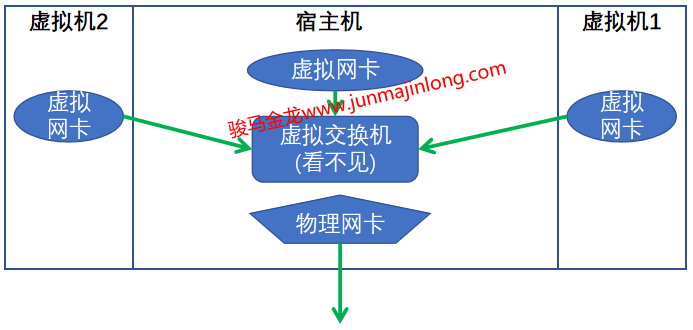 虚拟机2
宿主机
虚拟机1
虚拟网卡
虚拟
网卡
虚拟
网卡
骏马金龙www.junmajinlong.com
虚拟交换机
(看不见)
物理网卡